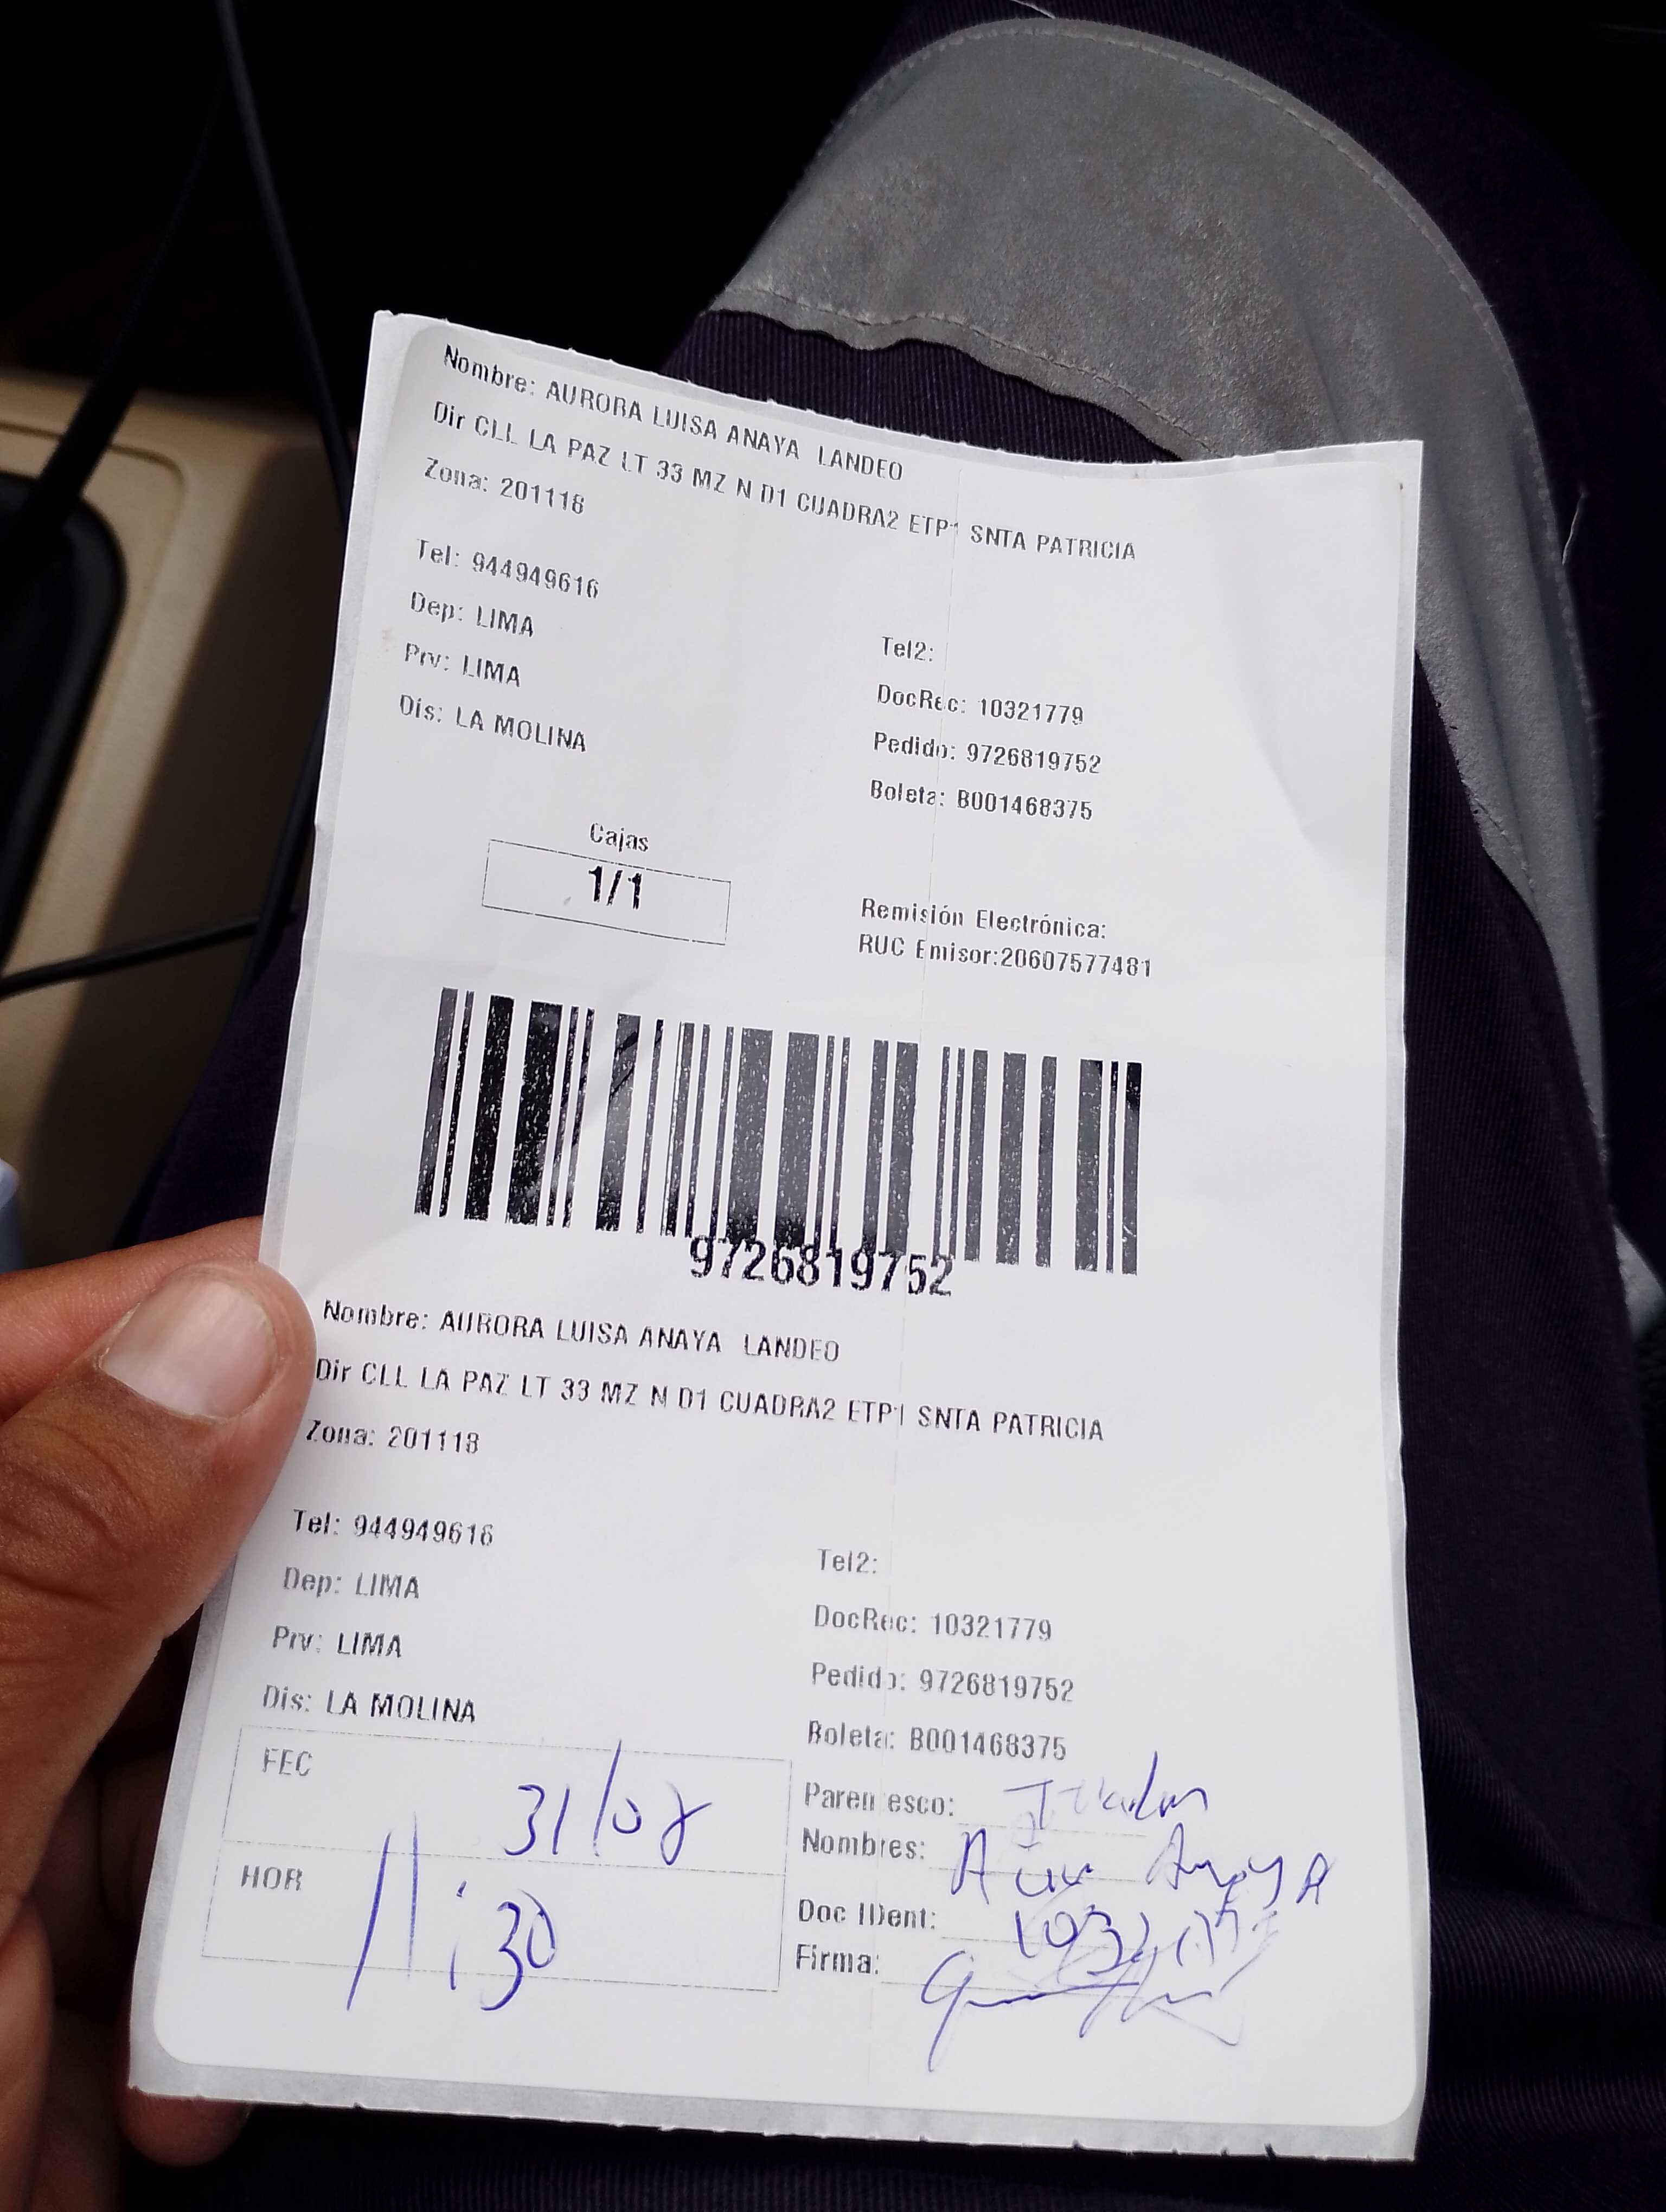 Nombre: AURORA LUISA ANAYA LANDEO
Dir CLL LA PAZ LT 33 MZ N D1 CUADRA2 ETP1 SNTA PATRICIA
Zona: 201118
Tel: 944949616
Tel2:
Dep: LIMA
DocRec: 10321779
Prv: LIMA
Pedido: 9726819752
Dis: LA MOLINA
Boleta: B001468375
Cajas
1/1
Remisión Electrónica:
RUC Emisor:20607577481
9726819752
Nombre: AURORA LUISA ANAYA LANDEO
Dir CLL LA PAZ LT 33 MZ N D1 CUADRA2 ETP1 SNTA PATRICIA
Zona: 201118
Tel: 944949616
Tel2:
Dep: LIMA
DocRec: 10321779
Prv: LIMA
Pedido: 9726819752
Dis: LA MOLINA
Boleta: B001468375
FEC 31/08
Parentesco:
Nombres: Anaya
HOR 11:30
Doc IDent:
Firma: